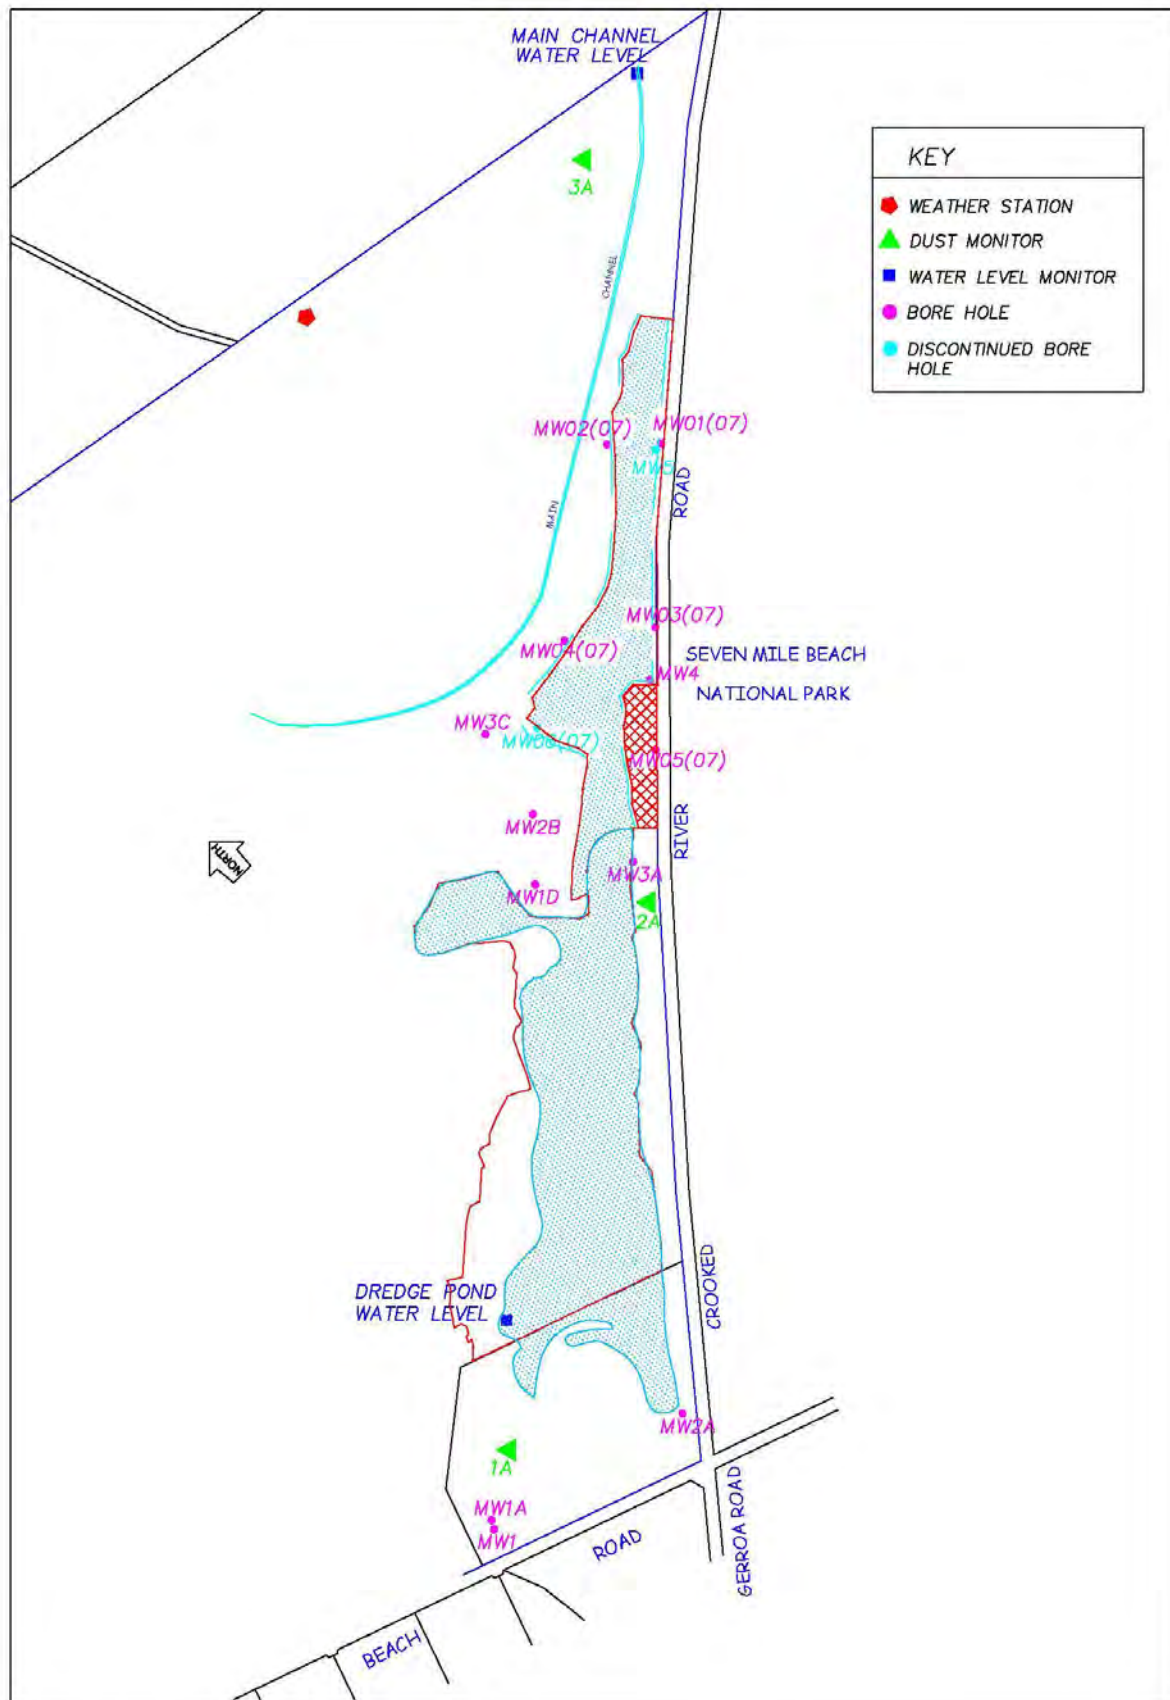 MAIN CHANNEL
WATER LEVEL
KEY
WEATHER STATION
DUST MONITOR
WATER LEVEL MONITOR
BORE HOLE
DISCONTINUED BORE
HOLE
3A
CHANNEL
MW02(07)
MW01(07)
MW5
ROAD
MAIN
MW03(07)
MW04(07)
SEVEN MILE BEACH
MW4
NATIONAL PARK
MW3C
MW06(07)
MW05(07)
MW2B
RIVER
NORTH
MW3A
MW1D
2A
CROOKED
DREDGE POND
WATER LEVEL
MW2A
1A
MW1A
MW1
ROAD
GERROA ROAD
BEACH